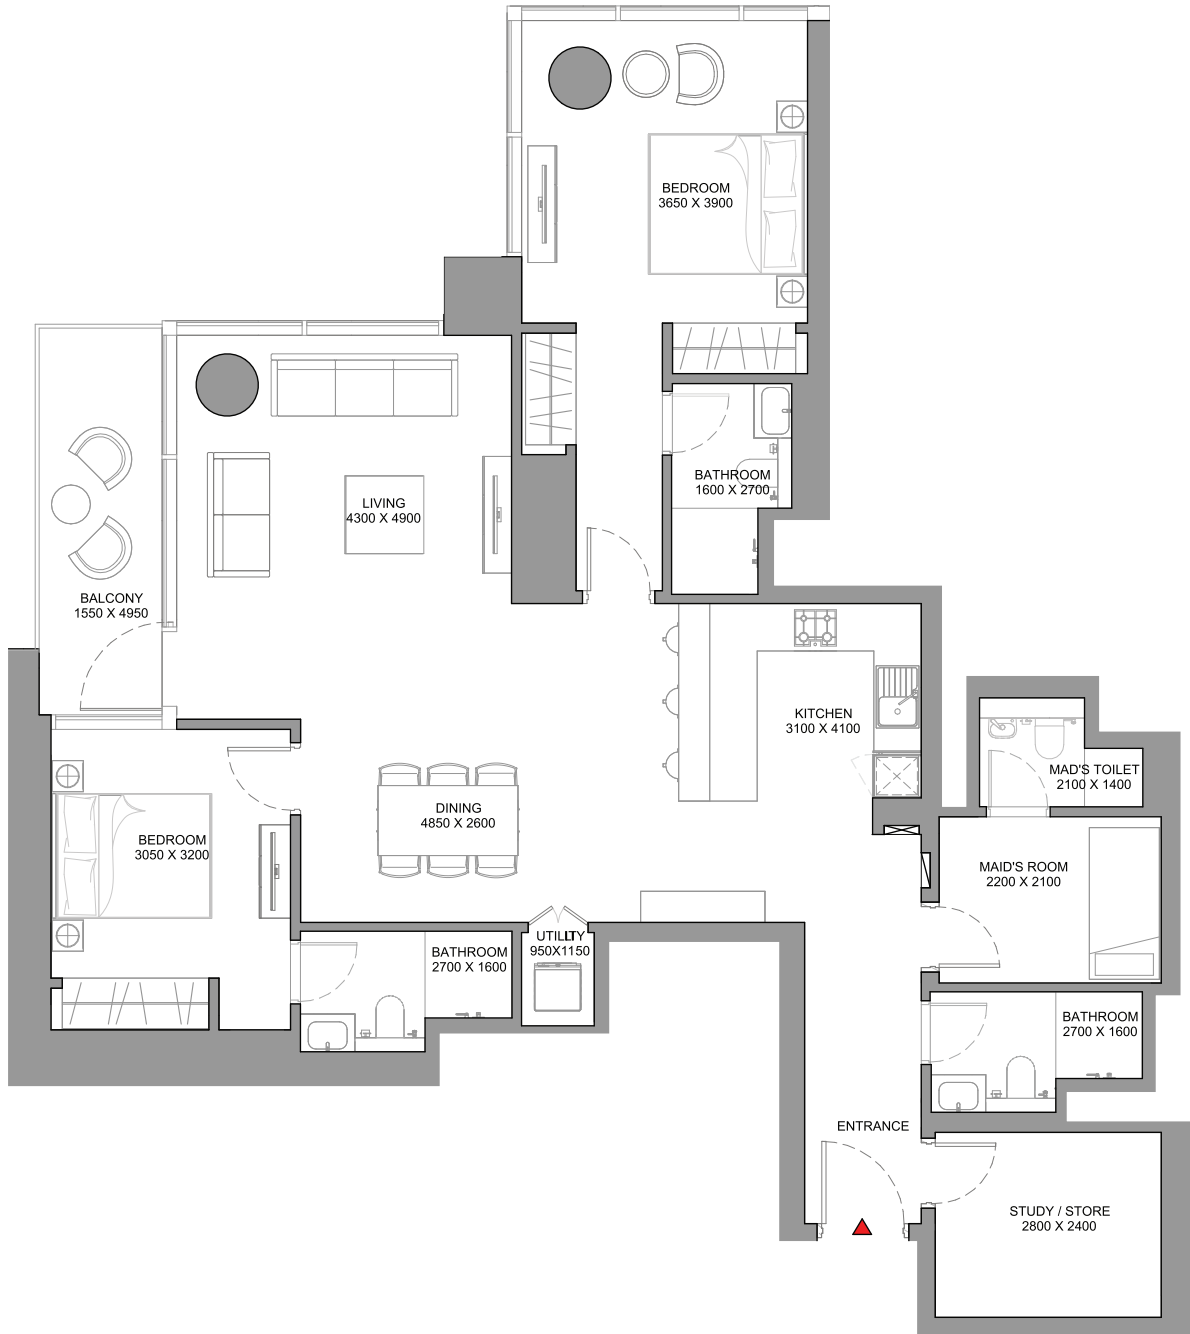 BEDROOM
3650 X 3900
BATHROOM
1600 X 2700
LIVING
4300 X 4900
BALCONY
1550 X 4950
KITCHEN
3100 X 4100
MAD'S TOILET
2100 X 1400
DINING
4850 X 2600
BEDROOM
3050 X 3200
MAID'S ROOM
2200 X 2100
UTILITY
950X1150
BATHROOM
2700 X 1600
BATHROOM
2700 X 1600
ENTRANCE
STUDY / STORE
2800 X 2400